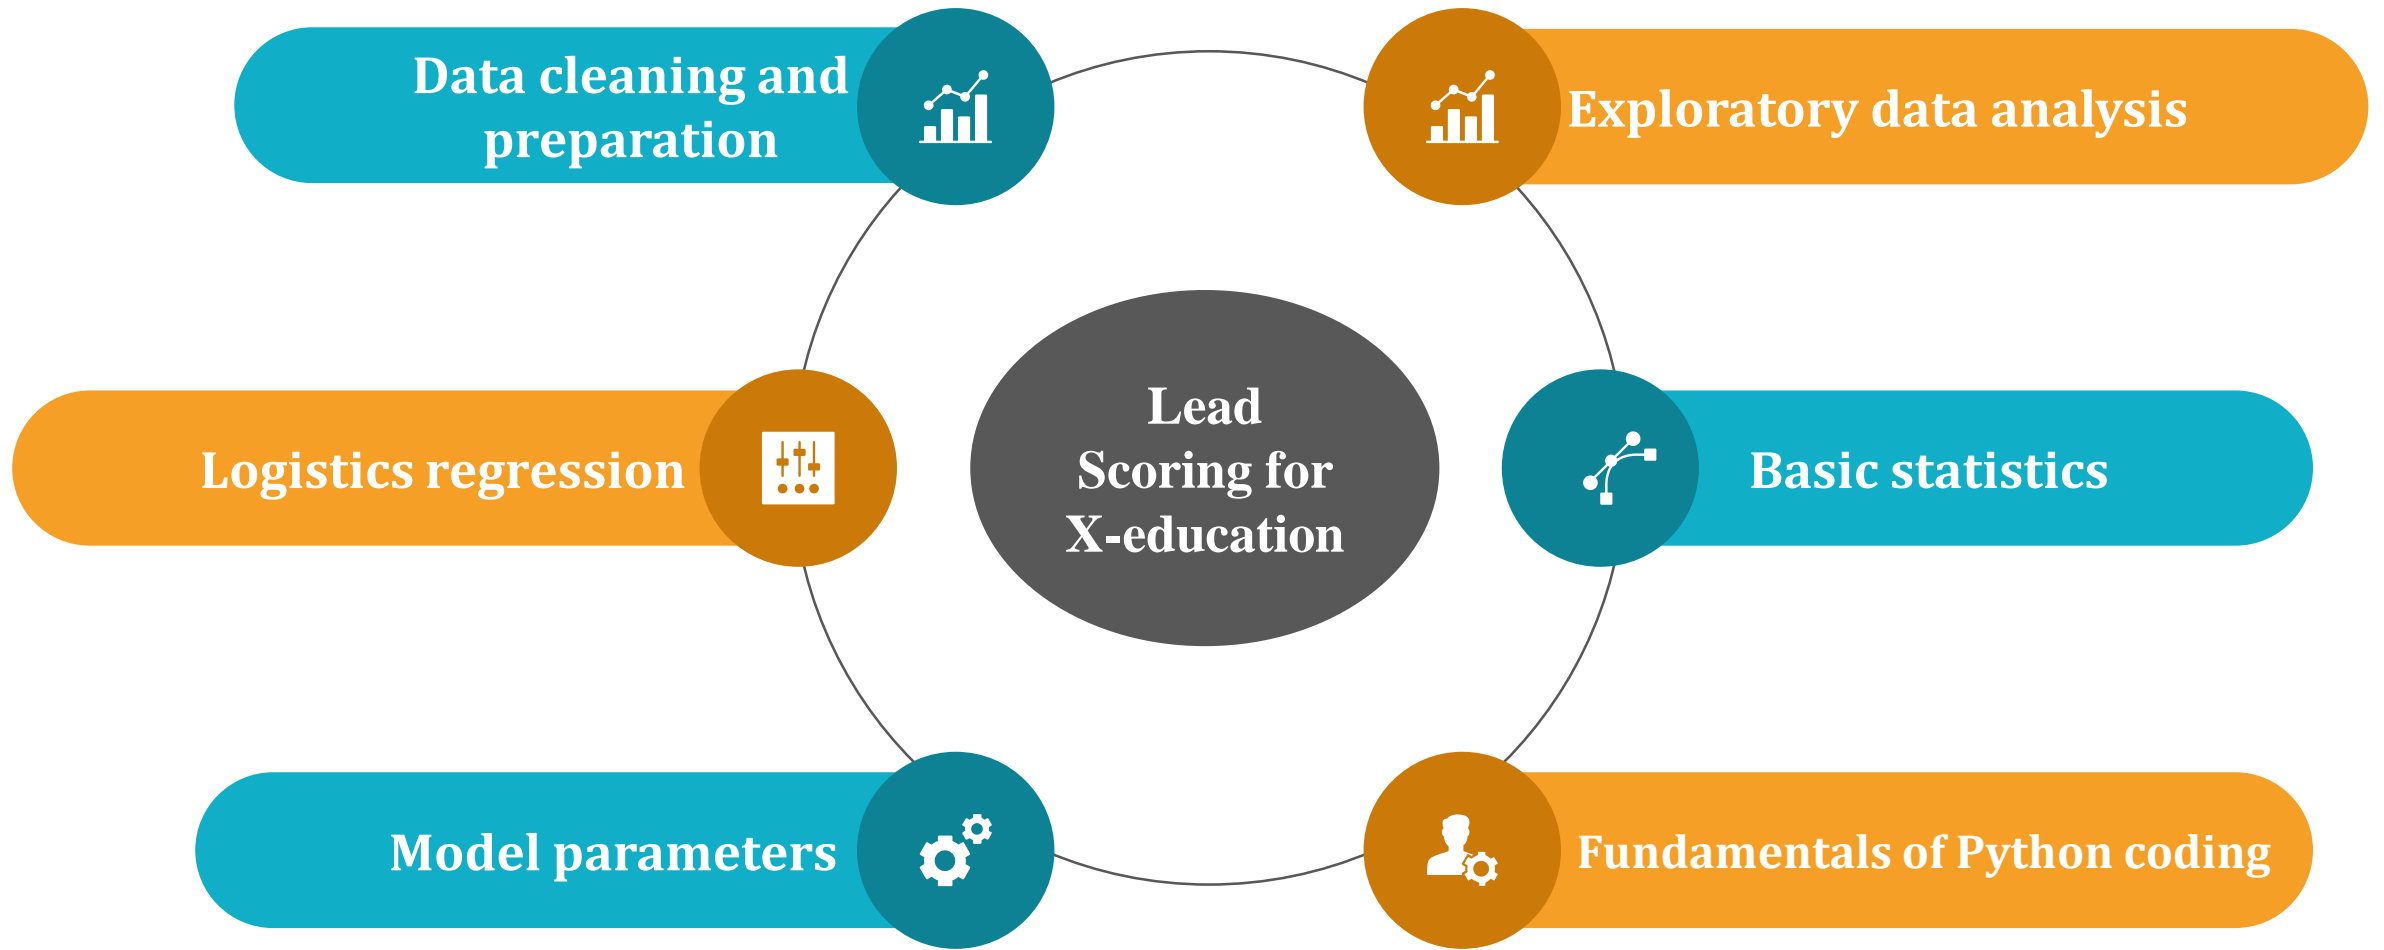 Data cleaning and
preparation
Exploratory data analysis
Logistics regression
Lead
Scoring for
X-education
Basic statistics
Model parameters
Fundamentals of Python coding